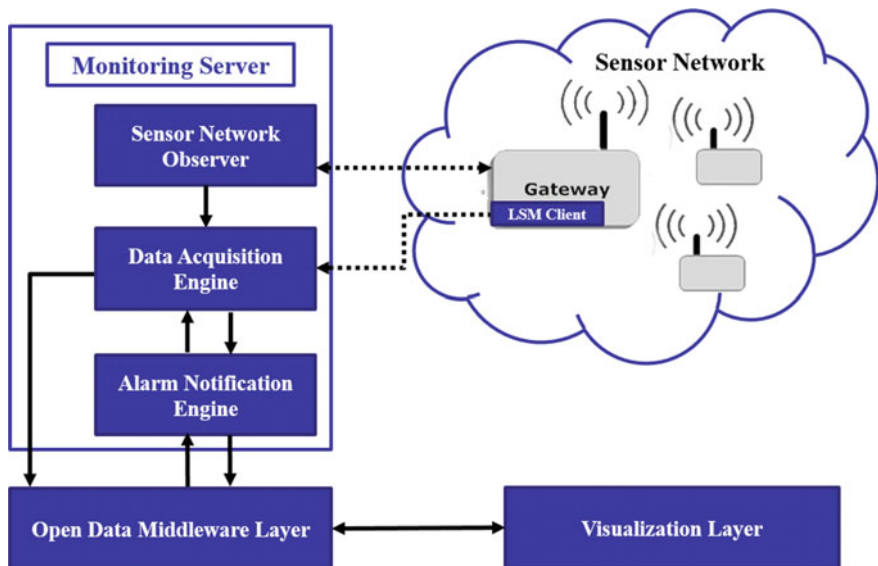 Monitoring Server
Sensor Network
Observer
Data Acquisition
Engine
Alarm Notification
Engine
Sensor Network
Gateway
LSM Client
Open Data Middleware Layer
Visualization Layer